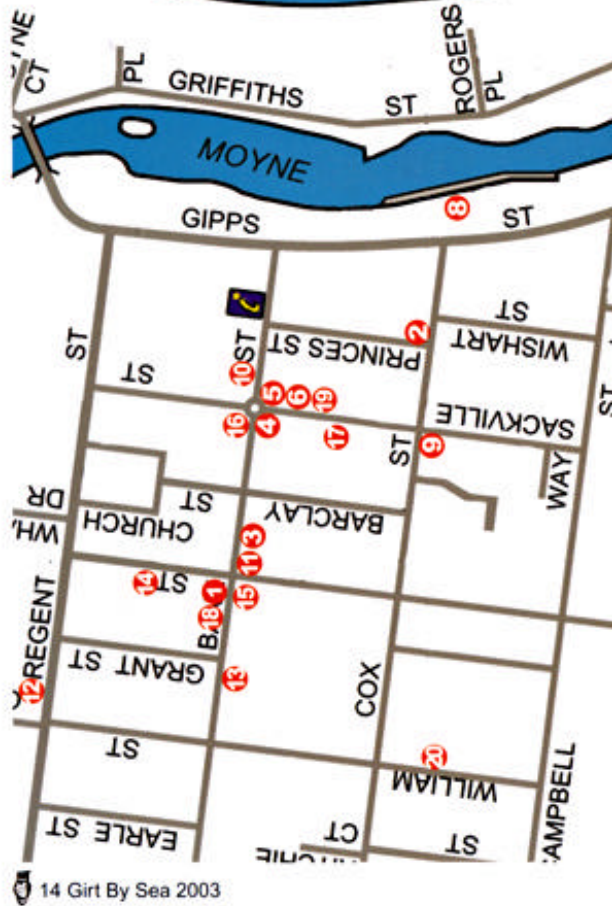 GRIFFITHS ST
ROGERS PL
PL
CT
MOYNE
GIPPS ST
8
ST
10
ST
PRINCES ST
2
WISHART ST
ST
16
5
6
19
4
17
9
SACKVILLE
ST
WAY
ST
DR
CHURCH ST
BARCLAY
3
11
REGENT
14
ST
1
15
18
12
GRANT ST
13
COX
ST
20
WILLIAM
EARLE ST
CT
ST
14 Girt By Sea 2003